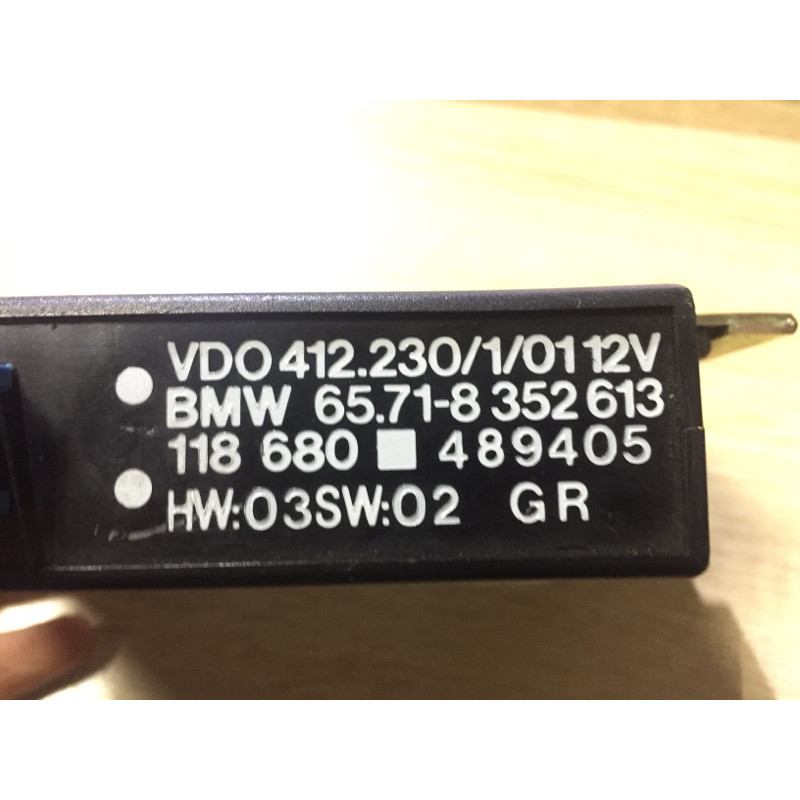 VDO 412.230/1/01 12V
BMW 65.71-8 352 613
118 680 489405
HW:03SW:02 GR